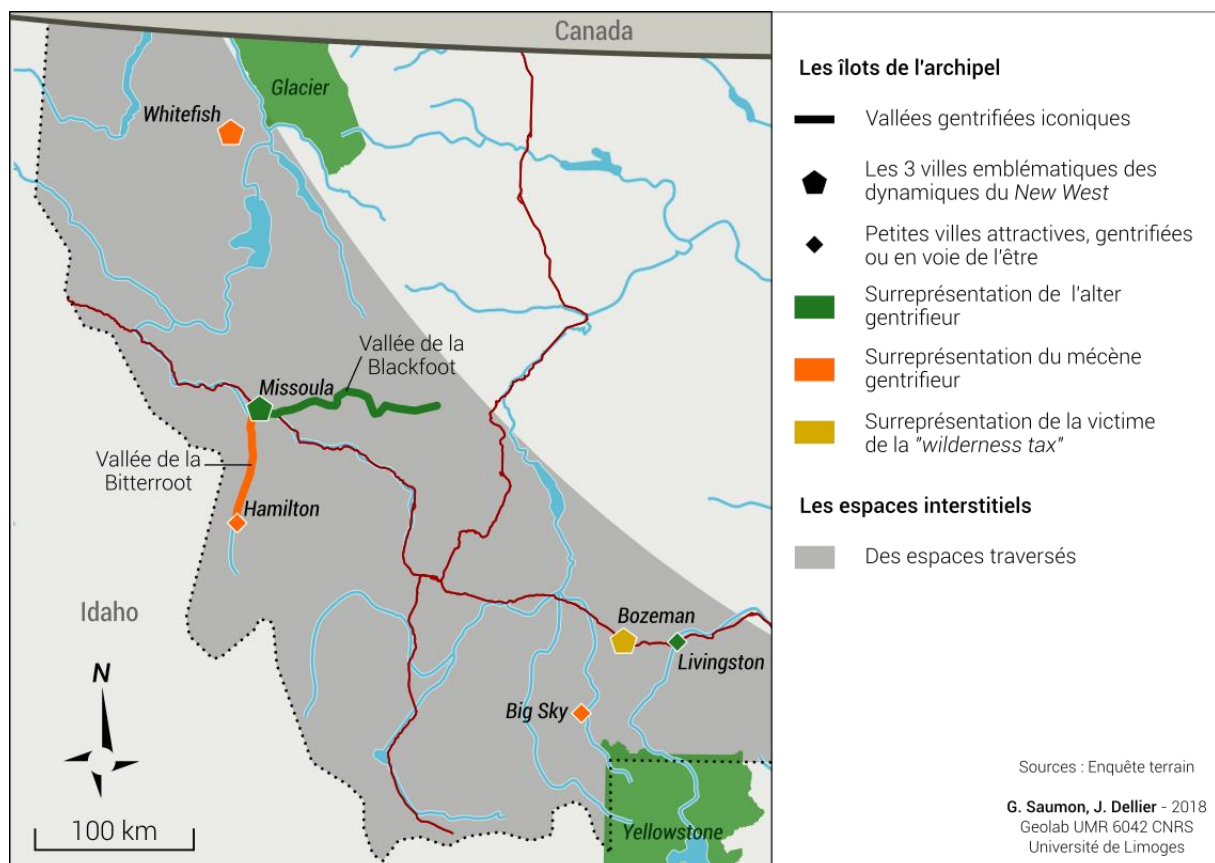 Canada
Glacier
Whitefish
Vallée de la
Blackfoot
Missoula
Vallée de la
Bitterroot
Hamilton
Idaho
Bozeman
Livingston
Big Sky
N
100 km
Yellowstone
Les îlots de l'archipel
Vallées gentrifiées iconiques
Les 3 villes emblématiques des
dynamiques du New West
Petites villes attractives, gentrifiées
ou en voie de l'être
Surreprésentation de l'alter
gentrifieur
Surreprésentation du mécène
gentrifieur
Surreprésentation de la victime
de la "wilderness tax"
Les espaces interstitiels
Des espaces traversés
Sources : Enquête terrain
G. Saumon, J. Dellier - 2018
Geolab UMR 6042 CNRS
Université de Limoges